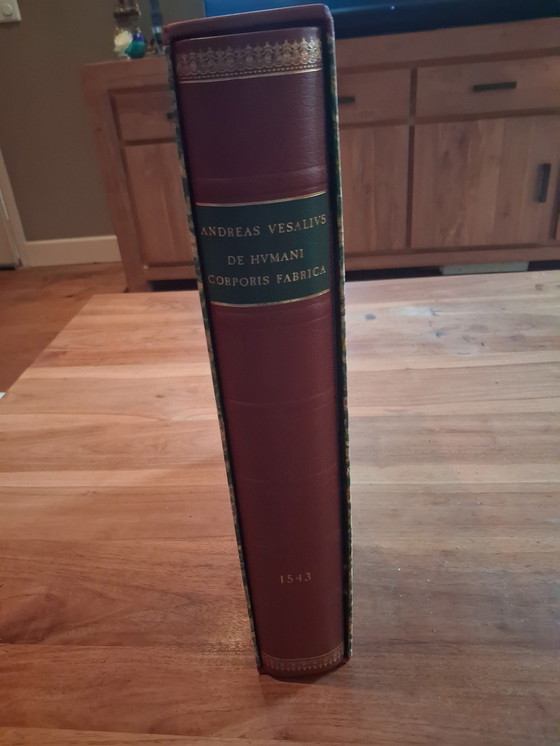 ANDREAS VESALIVS
DE HVMANI
CORPORIS FABRICA
1543